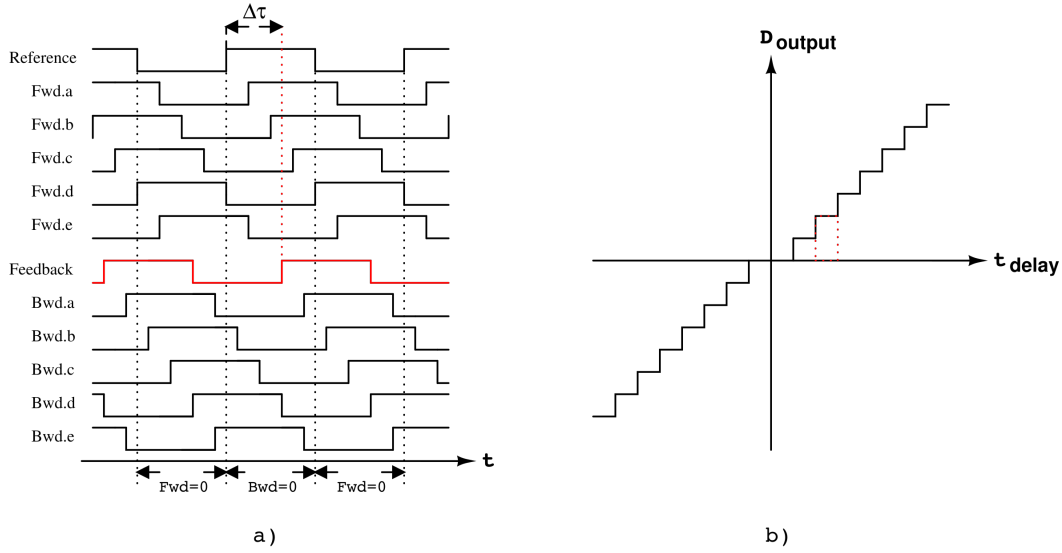 Δτ
Reference
Fwd.a
Fwd.b
Fwd.c
Fwd.d
Fwd.e
Feedback
Bwd.a
Bwd.b
Bwd.c
Bwd.d
Bwd.e
t
Fwd=0 Bwd=0 Fwd=0
a)
D output
t delay
b)